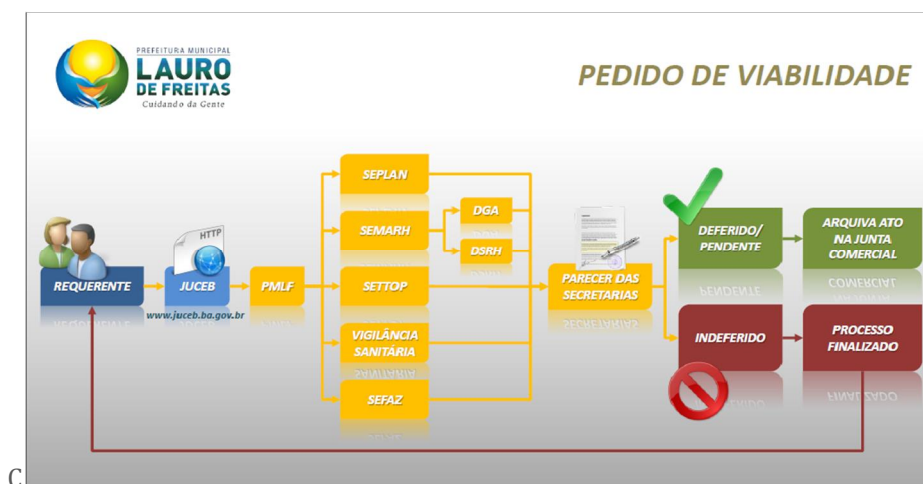 PREFEITURA MUNICIPAL
LAURO
DE FREITAS
Cuidando da Gente
PEDIDO DE VIABILIDADE
SEPLAN
SEMARH
DGA
DSRH
HTTP
REQUERENTE
JUCEB
www.juceb.ba.gov.br
PMLF
SETTOP
VIGILÂNCIA
SANITÁRIA
SEFAZ
PARECER DAS
SECRETARIAS
DEFERIDO/
PENDENTE
ARQUIVA ATO
NA JUNTA
COMERCIAL
INDEFERIDO
PROCESSO
FINALIZADO
C